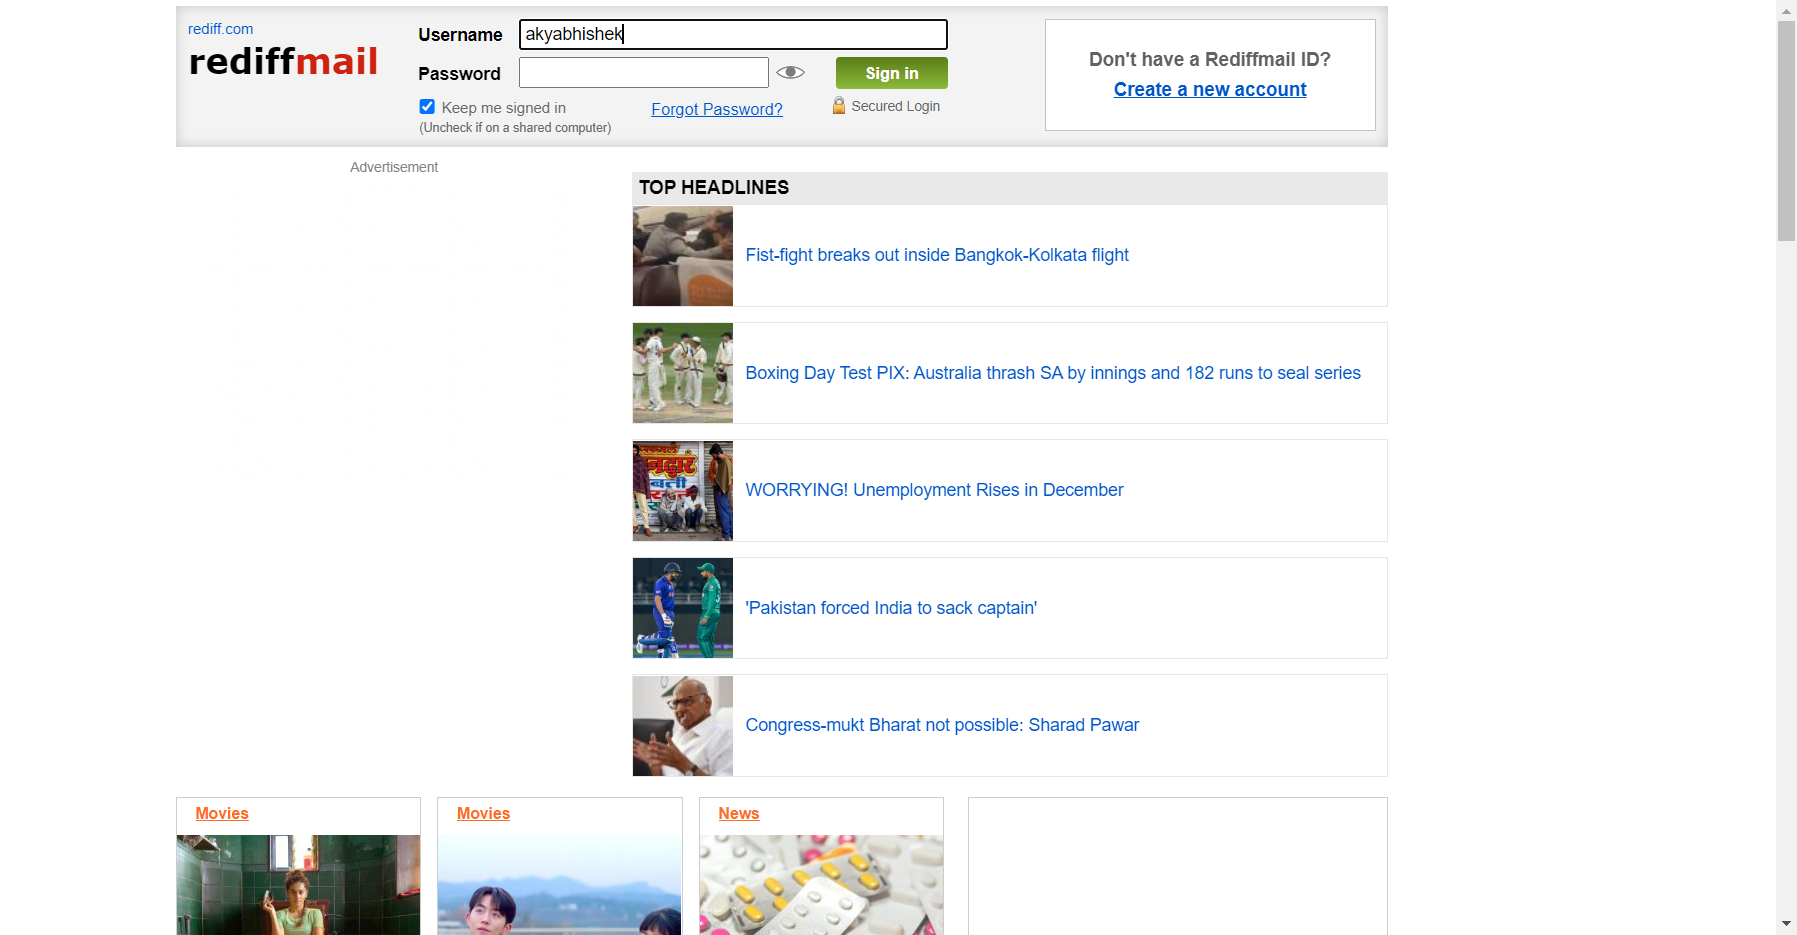 rediff.com
rediffmail
Username akyabhishek
Password
Sign in
Keep me signed in
(Uncheck if on a shared computer)
Forgot Password?
Secured Login
Don't have a Rediffmail ID?
Create a new account
Advertisement
TOP HEADLINES
Fist-fight breaks out inside Bangkok-Kolkata flight
Boxing Day Test PIX: Australia thrash SA by innings and 182 runs to seal series
WORRYING! Unemployment Rises in December
'Pakistan forced India to sack captain'
Congress-mukt Bharat not possible: Sharad Pawar
Movies
Movies
News